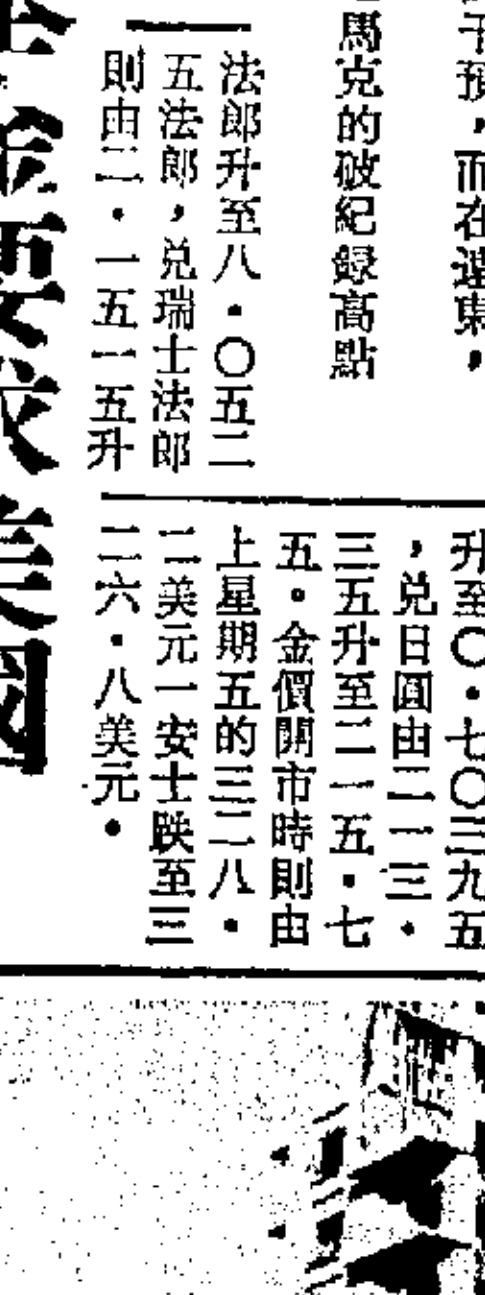 干預，而在遠東，
馬克的破紀錄高點
法郎升至八．〇五二
五法郎，兌瑞士法郎
則由二．一五一五升
升至〇．七〇三九五
，兌日圓由二一三．
三五升至二一五．七
五。金價開市時則由
上星期五的三二八．
二美元一安士跌至三
二六．八美元．